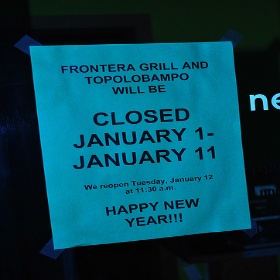 FRONTERA GRILL AND
TOPOLOBAMPO
WILL BE
CLOSED
JANUARY 1-
JANUARY 11
We reopen Tuesday, January 12
at 11:30 a.m.
HAPPY NEW
YEAR!!!
ne